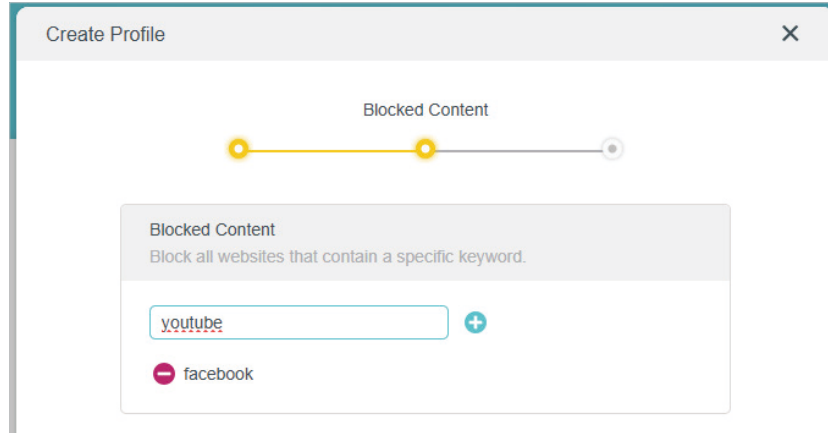 Create Profile
Blocked Content
Blocked Content
Block all websites that contain a specific keyword.
youtube
facebook